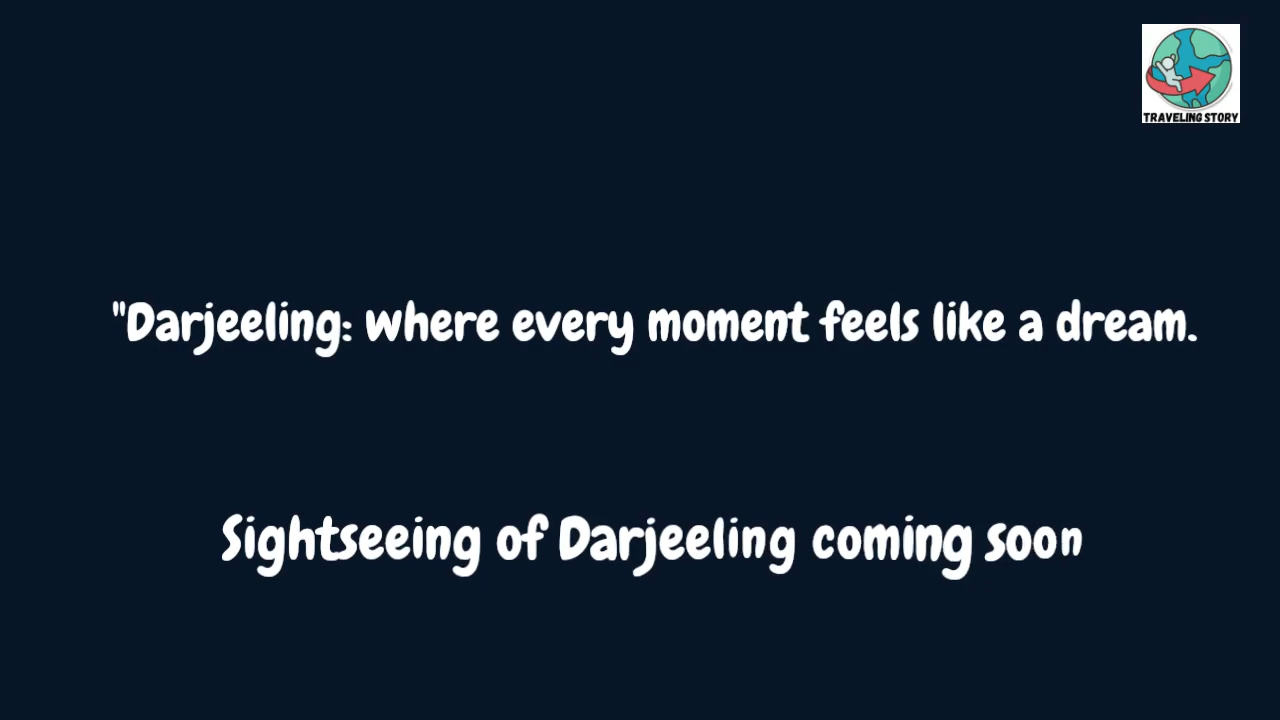 TRAVELING STORY
"Darjeeling: where every moment feels like a dream.
Sightseeing of Darjeeling coming soon